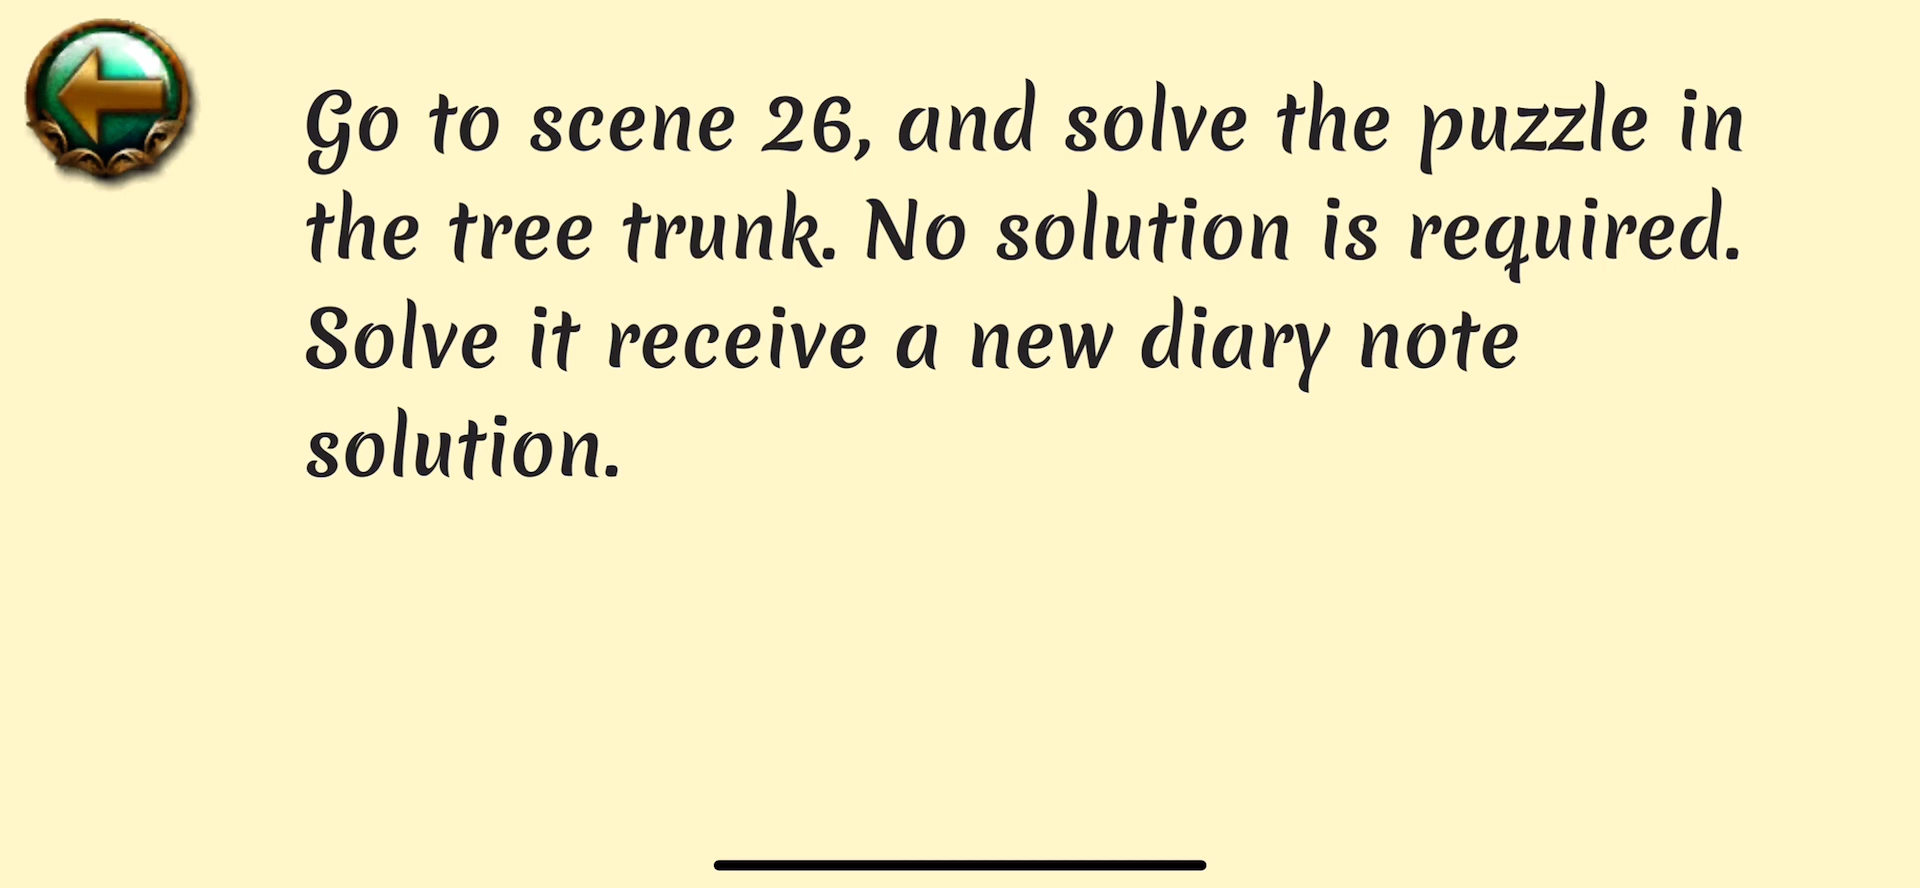 Go to scene 26, and solve the puzzle in
the tree trunk. No solution is required.
Solve it receive a new diary note
solution.